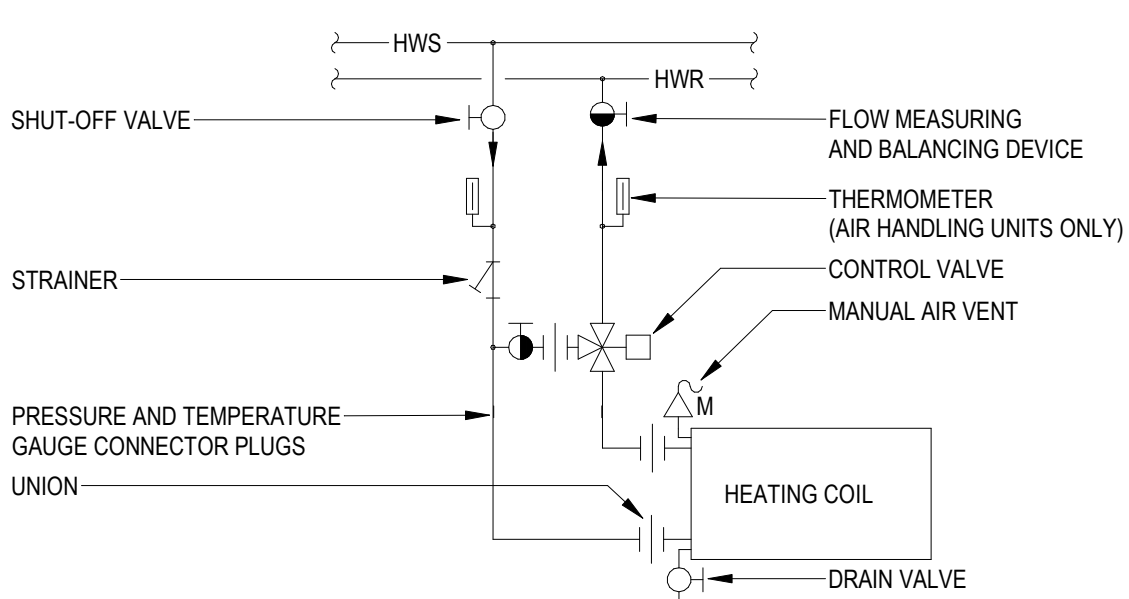 HWS
HWR
SHUT-OFF VALVE
FLOW MEASURING
AND BALANCING DEVICE
THERMOMETER
(AIR HANDLING UNITS ONLY)
STRAINER
CONTROL VALVE
MANUAL AIR VENT
M
PRESSURE AND TEMPERATURE
GAUGE CONNECTOR PLUGS
UNION
HEATING COIL
DRAIN VALVE